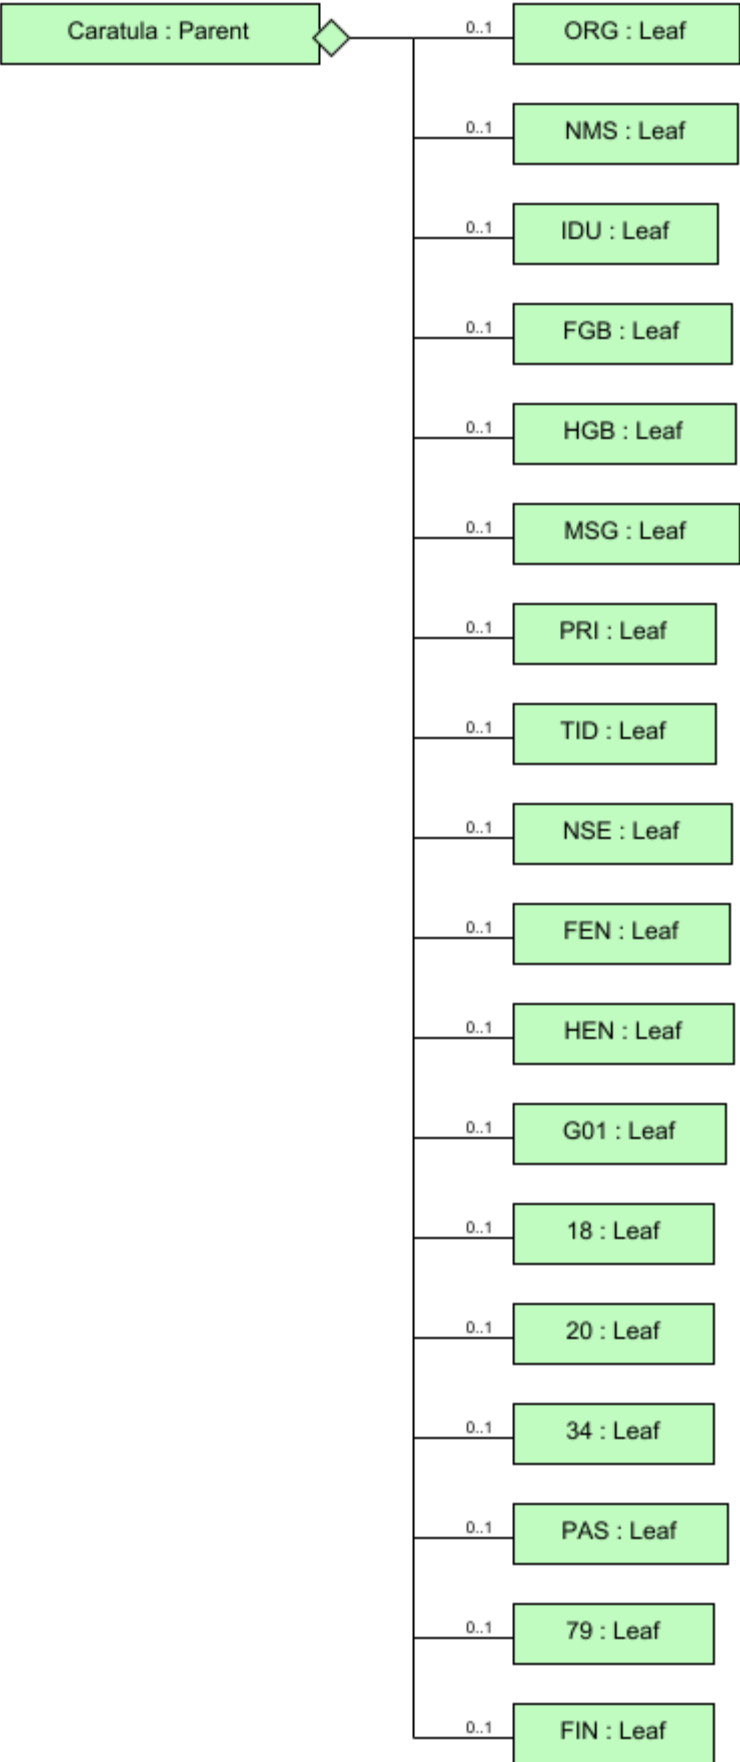 Caratula : Parent
0..1
ORG : Leaf
0..1
NMS : Leaf
0..1
IDU : Leaf
0..1
FGB : Leaf
0..1
HGB : Leaf
0..1
MSG : Leaf
0..1
PRI : Leaf
0..1
TID : Leaf
0..1
NSE : Leaf
0..1
FEN : Leaf
0..1
HEN : Leaf
0..1
G01 : Leaf
0..1
18 : Leaf
0..1
20 : Leaf
0..1
34 : Leaf
0..1
PAS : Leaf
0..1
79 : Leaf
0..1
FIN : Leaf